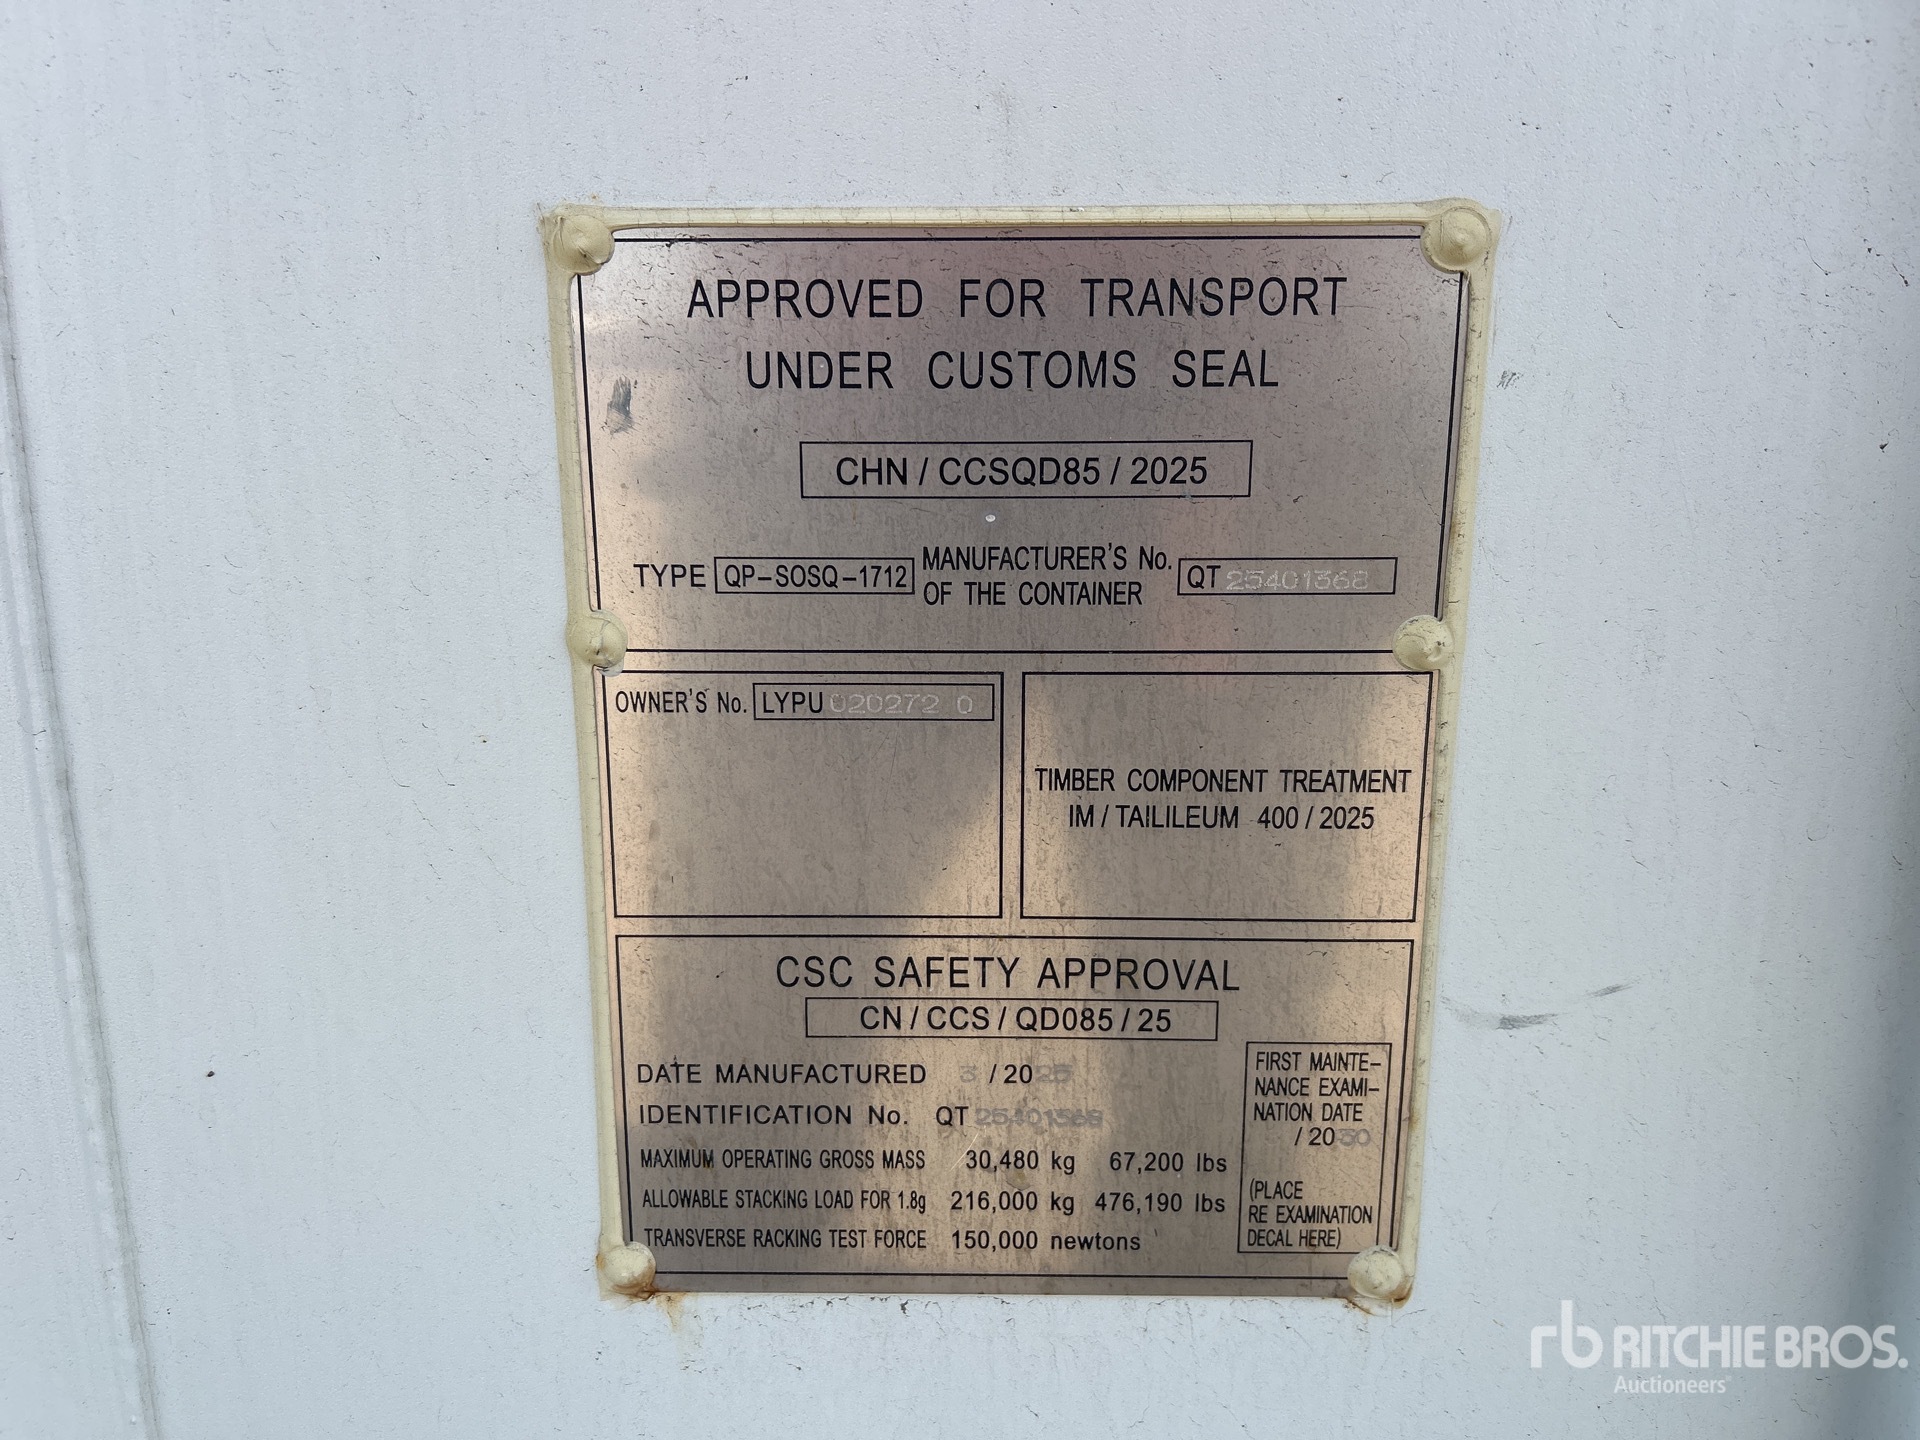 APPROVED FOR TRANSPORT
UNDER CUSTOMS SEAL
CHN / CCSQD85 / 2025
TYPE QP-SOSQ-1712 MANUFACTURER'S No. OF THE CONTAINER QT 25401368
OWNER'S No. LYPU 020272 0
TIMBER COMPONENT TREATMENT
IM / TAILILEUM 400 / 2025
CSC SAFETY APPROVAL
CN / CCS / QD085 / 25
DATE MANUFACTURED 3 / 2025
IDENTIFICATION No. QT 25401368
MAXIMUM OPERATING GROSS MASS 30,480 kg 67,200 lbs
ALLOWABLE STACKING LOAD FOR 1.8g 216,000 kg 476,190 lbs
TRANSVERSE RACKING TEST FORCE 150,000 newtons
FIRST MAINTE-
NANCE EXAMI-
NATION DATE
/ 2030
(PLACE
RE EXAMINATION
DECAL HERE)
rb RITCHIE BROS.
Auctioneers